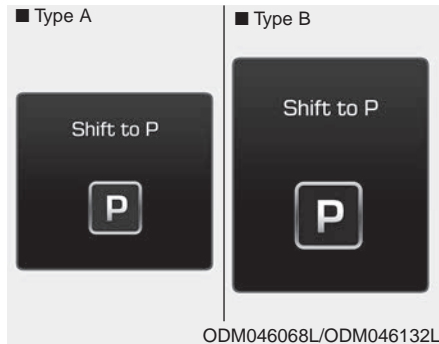 ■ Type A
Shift to P
P
■ Type B
Shift to P
P
ODM046068L/ODM046132L